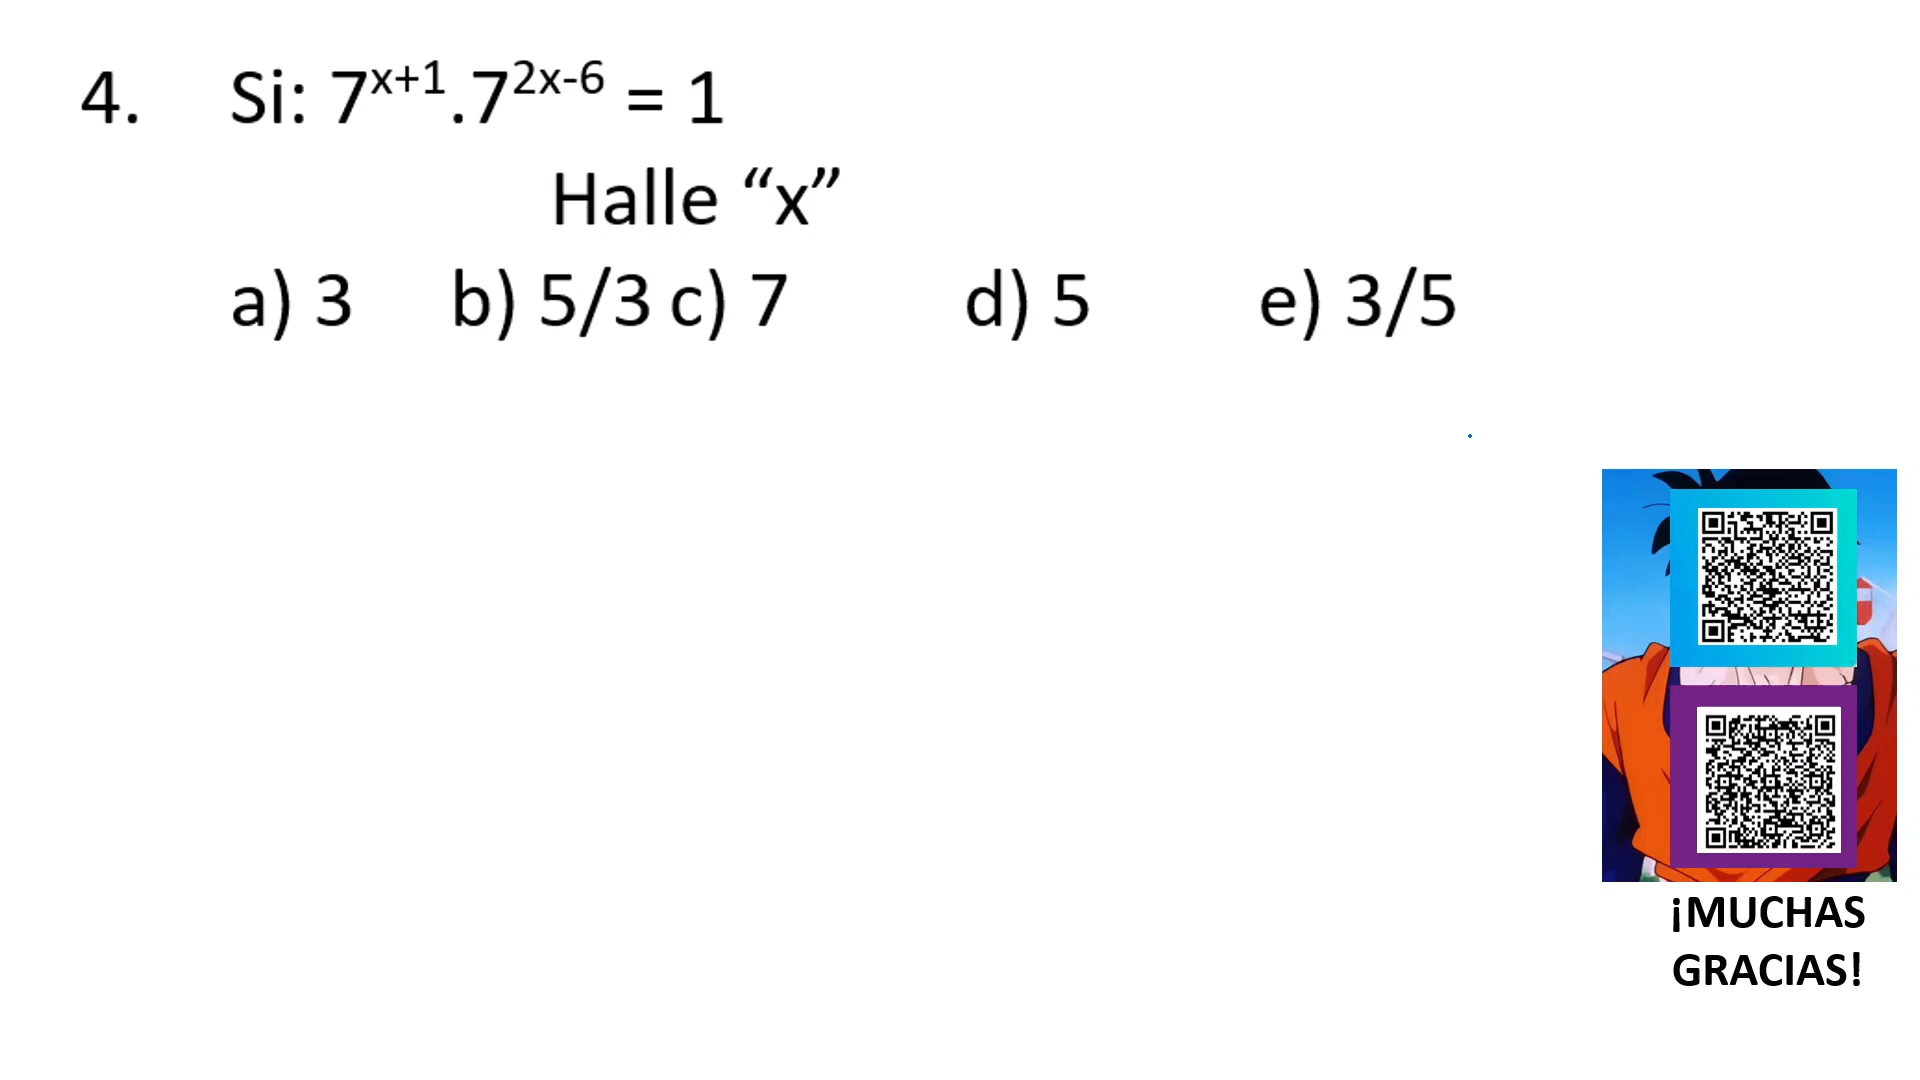 4. Si: 7^x+1.7^2x-6 = 1
Halle “x”
a) 3 b) 5/3 c) 7 d) 5 e) 3/5
¡MUCHAS
GRACIAS!